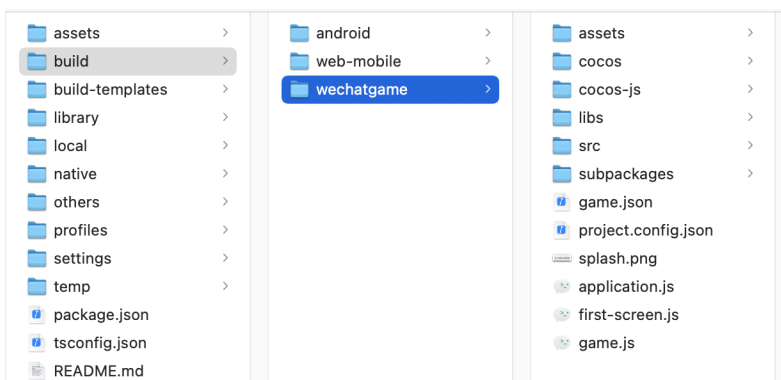 assets
build
build-templates
library
local
native
others
profiles
settings
temp
package.json
tsconfig.json
README.md
android
web-mobile
wechatgame
assets
cocos
cocos-js
libs
src
subpackages
game.json
project.config.json
splash.png
application.js
first-screen.js
game.js